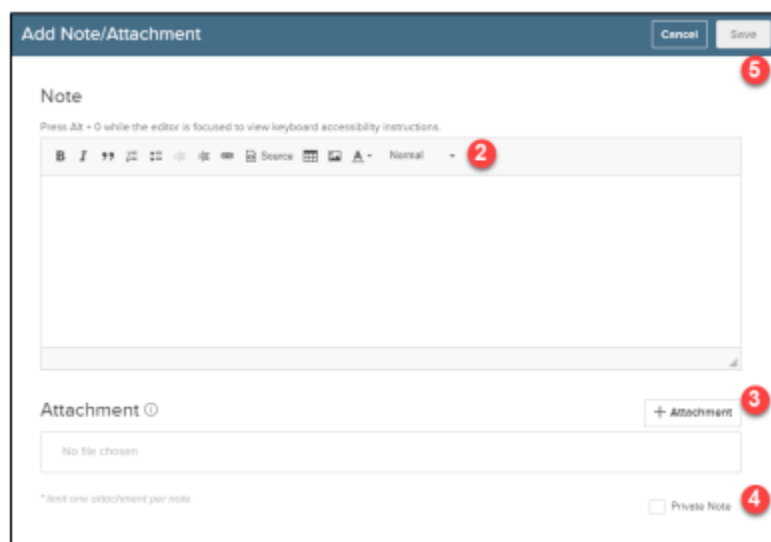 Add Note/Attachment Cancel Save
5
Note
Press Alt + 0 while the editor is focused to view keyboard accessibility instructions.
B I Source A Normal 2
Attachment
+ Attachment 3
No file chosen
* limit one attachment per note
Private Note 4